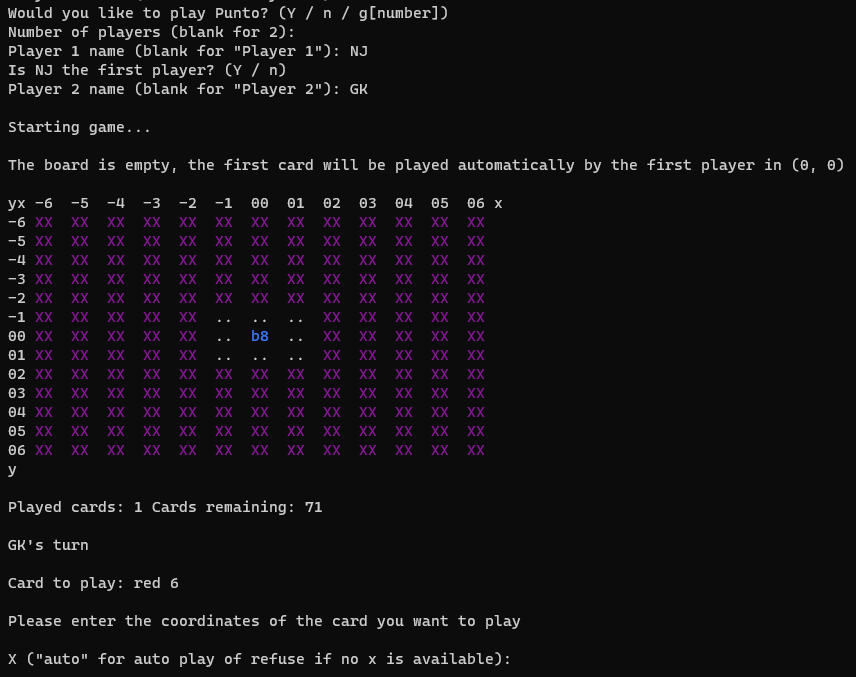 Would you like to play Punto? (Y / n / g[number])
Number of players (blank for 2):
Player 1 name (blank for "Player 1"): NJ
Is NJ the first player? (Y / n)
Player 2 name (blank for "Player 2"): GK
Starting game...
The board is empty, the first card will be played automatically by the first player in (0, 0)
yx -6  -5  -4  -3  -2  -1  00  01  02  03  04  05  06 x
-6 XX  XX  XX  XX  XX  XX  XX  XX  XX  XX  XX  XX  XX
-5 XX  XX  XX  XX  XX  XX  XX  XX  XX  XX  XX  XX  XX
-4 XX  XX  XX  XX  XX  XX  XX  XX  XX  XX  XX  XX  XX
-3 XX  XX  XX  XX  XX  XX  XX  XX  XX  XX  XX  XX  XX
-2 XX  XX  XX  XX  XX  XX  XX  XX  XX  XX  XX  XX  XX
-1 XX  XX  XX  XX  XX  ..  ..  ..  XX  XX  XX  XX  XX
00 XX  XX  XX  XX  XX  ..  b8  ..  XX  XX  XX  XX  XX
01 XX  XX  XX  XX  XX  ..  ..  ..  XX  XX  XX  XX  XX
02 XX  XX  XX  XX  XX  XX  XX  XX  XX  XX  XX  XX  XX
03 XX  XX  XX  XX  XX  XX  XX  XX  XX  XX  XX  XX  XX
04 XX  XX  XX  XX  XX  XX  XX  XX  XX  XX  XX  XX  XX
05 XX  XX  XX  XX  XX  XX  XX  XX  XX  XX  XX  XX  XX
06 XX  XX  XX  XX  XX  XX  XX  XX  XX  XX  XX  XX  XX
y
Played cards: 1 Cards remaining: 71
GK's turn
Card to play: red 6
Please enter the coordinates of the card you want to play
X ("auto" for auto play of refuse if no x is available):